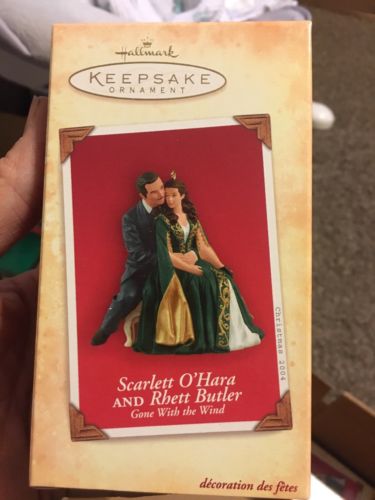 Hallmark
KEEPSAKE
ORNAMENT
Christmas 2004
Scarlett O'Hara
AND Rhett Butler
Gone With the Wind
décoration des fêtes